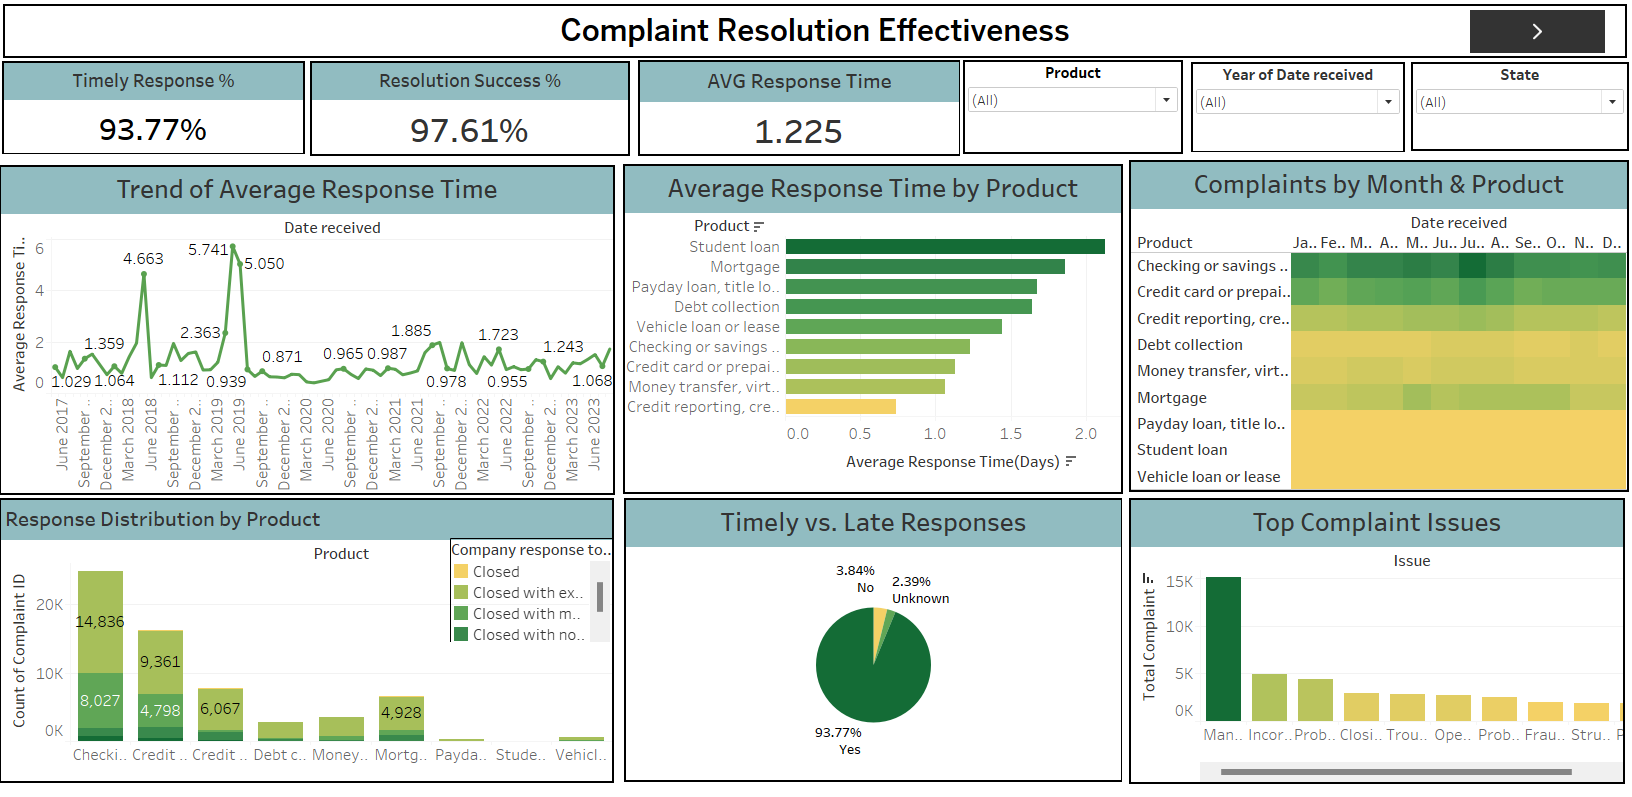 Complaint Resolution Effectiveness
Timely Response %
93.77%
Resolution Success %
97.61%
AVG Response Time
1.225
Product
(All)
Year of Date received
(All)
State
(All)
Trend of Average Response Time
Date received
Average Response Ti..
6
4
2
0
1.029
1.359
1.064
4.663
1.112
2.363
0.939
5.741
5.050
0.871
0.965
0.987
1.885
0.978
1.723
0.955
1.243
1.068
June 2017
September ..
December 2..
March 2018
June 2018
September ..
December 2..
March 2019
June 2019
September ..
December 2..
March 2020
June 2020
September ..
December 2..
March 2021
June 2021
September ..
December 2..
March 2022
June 2022
September ..
December 2..
March 2023
June 2023
Average Response Time by Product
Product
Student loan
Mortgage
Payday loan, title lo..
Debt collection
Vehicle loan or lease
Checking or savings ..
Credit card or prepai..
Money transfer, virt..
Credit reporting, cre..
0.0 0.5 1.0 1.5 2.0
Average Response Time(Days)
Complaints by Month & Product
Date received
Product Ja.. Fe.. M.. A.. M.. Ju.. Ju.. A.. Se.. O.. N.. D..
Checking or savings ..
Credit card or prepai..
Credit reporting, cre..
Debt collection
Money transfer, virt..
Mortgage
Payday loan, title lo..
Student loan
Vehicle loan or lease
Response Distribution by Product
Product
Count of Complaint ID
20K
10K
0K
14,836
8,027
9,361
4,798
6,067
4,928
Checki.. Credit .. Credit .. Debt c.. Money.. Mortg.. Payda.. Stude.. Vehicl..
Company response to..
Closed
Closed with ex..
Closed with m..
Closed with no..
Timely vs. Late Responses
3.84%
No
2.39%
Unknown
93.77%
Yes
Top Complaint Issues
Issue
Total Complaint
15K
10K
5K
0K
Man.. Incor.. Prob.. Closi.. Trou.. Ope.. Prob.. Frau.. Stru.. P